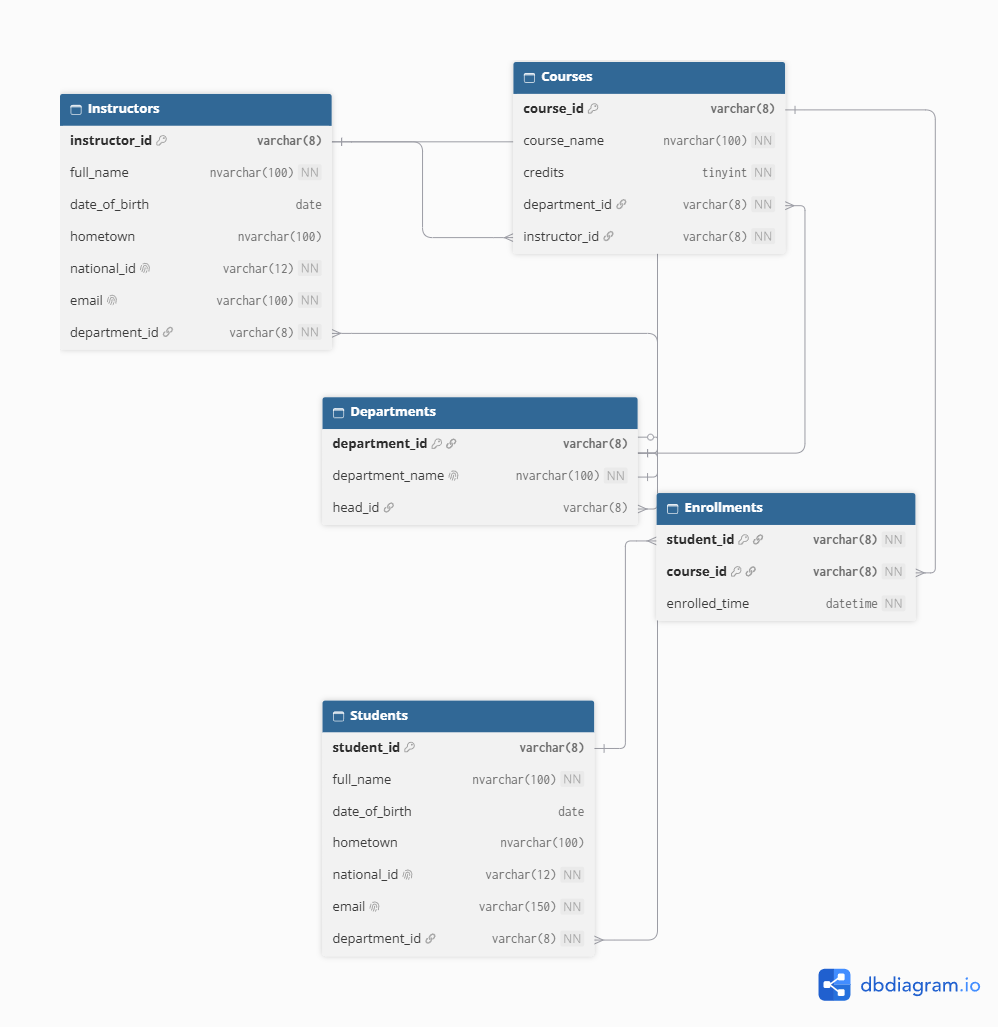 Courses
course_id varchar(8)
course_name nvarchar(100) NN
credits tinyint NN
department_id varchar(8) NN
instructor_id varchar(8) NN
Instructors
instructor_id varchar(8)
full_name nvarchar(100) NN
date_of_birth date
hometown nvarchar(100)
national_id varchar(12) NN
email varchar(100) NN
department_id varchar(8) NN
Departments
department_id varchar(8)
department_name nvarchar(100) NN
head_id varchar(8)
Enrollments
student_id varchar(8) NN
course_id varchar(8) NN
enrolled_time datetime NN
Students
student_id varchar(8)
full_name nvarchar(100) NN
date_of_birth date
hometown nvarchar(100)
national_id varchar(12) NN
email varchar(150) NN
department_id varchar(8) NN
dbdiagram.io